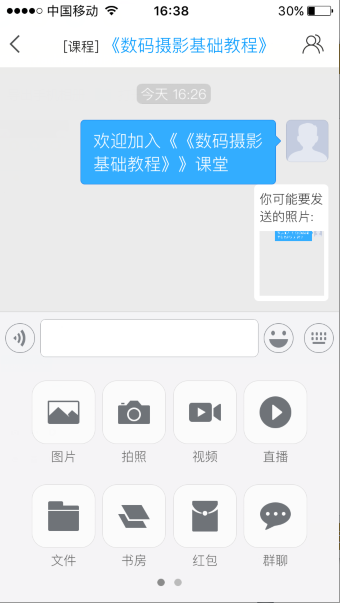 中国移动 16:38 30%
[课程]《数码摄影基础教程》
今天 16:26
欢迎加入《《数码摄影
基础教程》》课堂
你可能要发
送的照片:
图片 拍照 视频 直播
文件 书房 红包 群聊